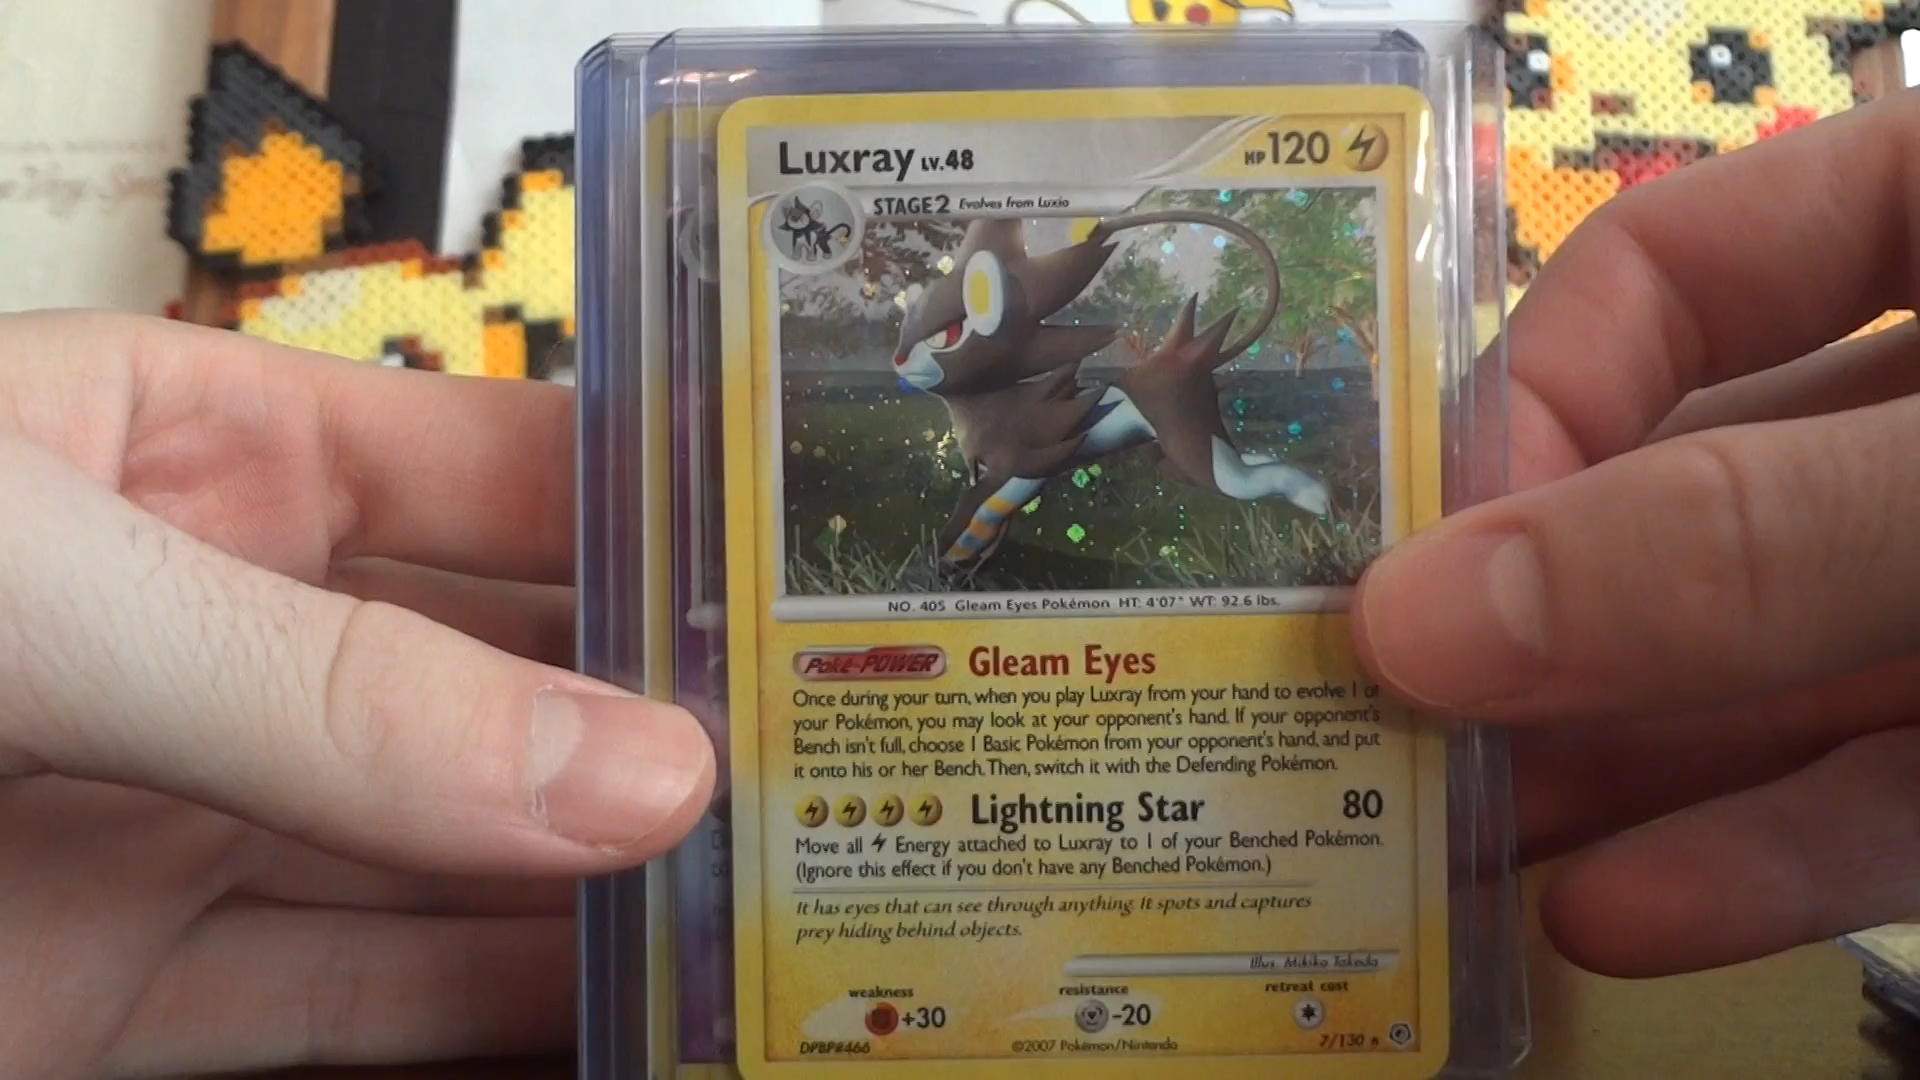 Luxray LV.48 HP 120
STAGE2 Evolves from Luxio
NO. 405 Gleam Eyes Pokémon HT: 4'07" WT: 92.6 lbs.
Poké-POWER Gleam Eyes
Once during your turn, when you play Luxray from your hand to evolve 1 of
your Pokémon, you may look at your opponent's hand. If your opponent's
Bench isn't full, choose 1 Basic Pokémon from your opponent's hand, and put
it onto his or her Bench. Then, switch it with the Defending Pokémon.
Lightning Star 80
Move all Energy attached to Luxray to 1 of your Benched Pokémon.
(Ignore this effect if you don't have any Benched Pokémon.)
It has eyes that can see through anything. It spots and captures
prey hiding behind objects.
Illus. Mikiko Takeda
weakness resistance retreat cost
+30 -20
DPBP#466 ©2007 Pokémon/Nintendo 7/130